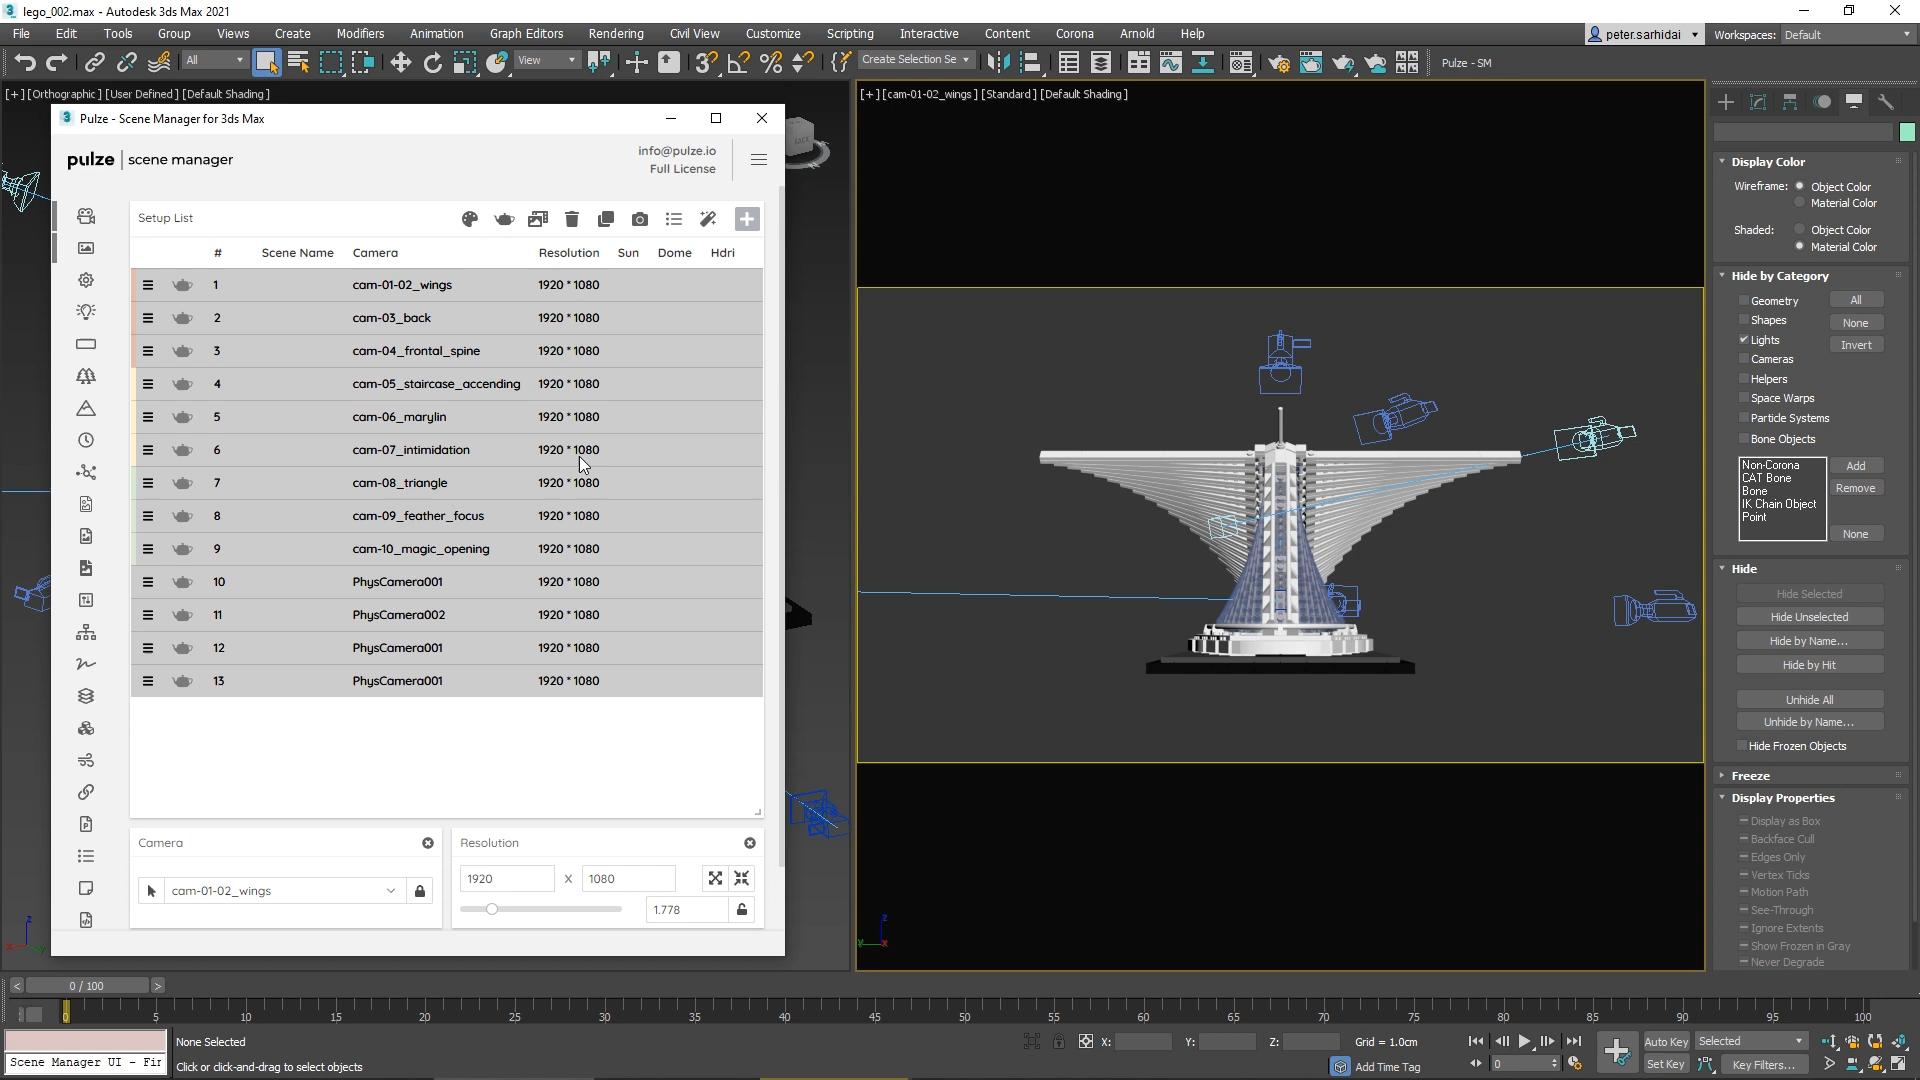 lego_002.max - Autodesk 3ds Max 2021
File Edit Tools Group Views Create Modifiers Animation Graph Editors Rendering Civil View Customize Scripting Interactive Content Corona Arnold Help
peter.sarhidai Workspaces: Default
All View Create Selection Se Pulze - SM
[+] [Orthographic] [User Defined] [Default Shading]
[+] [cam-01-02_wings] [Standard] [Default Shading]
Pulze - Scene Manager for 3ds Max
pulze | scene manager
info@pulze.io
Full License
Setup List
# Scene Name Camera Resolution Sun Dome Hdri
1 cam-01-02_wings 1920 * 1080
2 cam-03_back 1920 * 1080
3 cam-04_frontal_spine 1920 * 1080
4 cam-05_staircase_accending 1920 * 1080
5 cam-06_marylin 1920 * 1080
6 cam-07_intimidation 1920 * 1080
7 cam-08_triangle 1920 * 1080
8 cam-09_feather_focus 1920 * 1080
9 cam-10_magic_opening 1920 * 1080
10 PhysCamera001 1920 * 1080
11 PhysCamera002 1920 * 1080
12 PhysCamera001 1920 * 1080
13 PhysCamera001 1920 * 1080
Camera
cam-01-02_wings
Resolution
1920 x 1080
1.778
Display Color
Wireframe: Object Color
Material Color
Shaded: Object Color
Material Color
Hide by Category
Geometry All
Shapes None
Lights Invert
Cameras
Helpers
Space Warps
Particle Systems
Bone Objects
Non-Corona Add
CAT Bone
Bone Remove
IK Chain Object
Point
None
Hide
Hide Selected
Hide Unselected
Hide by Name...
Hide by Hit
Unhide All
Unhide by Name...
Hide Frozen Objects
Freeze
Display Properties
Display as Box
Backface Cull
Edges Only
Vertex Ticks
Motion Path
See-Through
Ignore Extents
Show Frozen in Gray
Never Degrade
z x y
z y x
< 0 / 100 >
0 5 10 15 20 25 30 35 40 45 50 55 60 65 70 75 80 85 90 95 100
None Selected
X: Y: Z: Grid = 1.0cm
Auto Key Selected
Scene Manager UI - Fir
Click or click-and-drag to select objects
Add Time Tag
0
Set Key Key Filters...